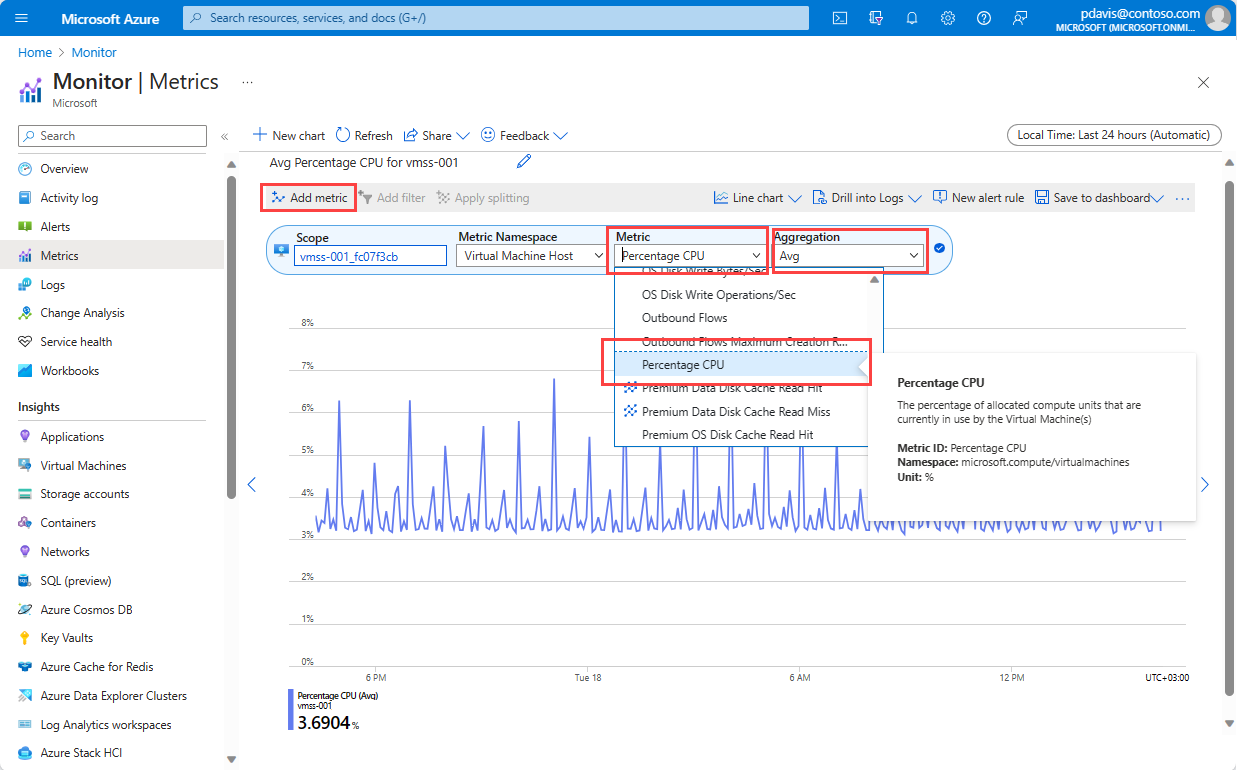 Microsoft Azure
Search resources, services, and docs (G+/)
pdavis@contoso.com
MICROSOFT (MICROSOFT.ONMI...
Home > Monitor
Monitor | Metrics ...
Microsoft
Search
«
Overview
Activity log
Alerts
Metrics
Logs
Change Analysis
Service health
Workbooks
Insights
Applications
Virtual Machines
Storage accounts
Containers
Networks
SQL (preview)
Azure Cosmos DB
Key Vaults
Azure Cache for Redis
Azure Data Explorer Clusters
Log Analytics workspaces
Azure Stack HCI
New chart Refresh Share Feedback
Local Time: Last 24 hours (Automatic)
Avg Percentage CPU for vmss-001
Add metric Add filter Apply splitting Line chart Drill into Logs New alert rule Save to dashboard ...
Scope Metric Namespace Metric Aggregation
vmss-001_fc07f3cb Virtual Machine Host Percentage CPU Avg
OS Disk Write Bytes/Sec
OS Disk Write Operations/Sec
Outbound Flows
Outbound Flows Maximum Creation R...
Percentage CPU
Premium Data Disk Cache Read Hit
Premium Data Disk Cache Read Miss
Premium OS Disk Cache Read Hit
Percentage CPU
The percentage of allocated compute units that are
currently in use by the Virtual Machine(s)
Metric ID: Percentage CPU
Namespace: microsoft.compute/virtualmachines
Unit: %
8%
7%
6%
5%
4%
3%
2%
1%
0%
6 PM Tue 18 6 AM 12 PM UTC+03:00
Percentage CPU (Avg)
vmss-001
3.6904 %